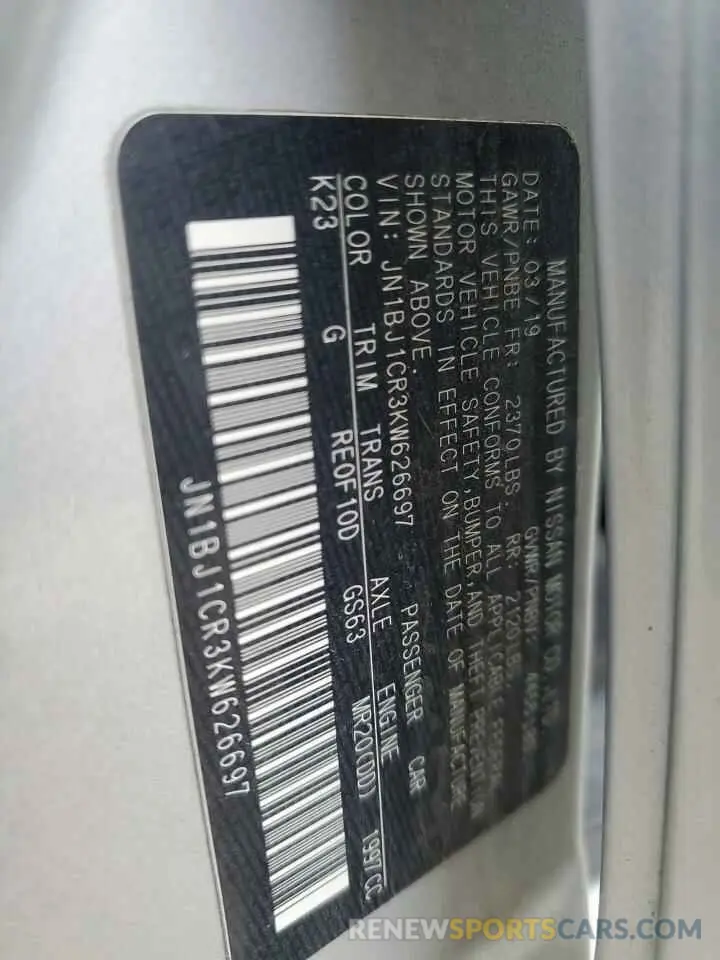 MANUFACTURED BY NISSAN MOTOR CO.,LTD.
DATE: 03/19
GAWR/PNBE FR: 2370LBS. RR: 2120LBS.
THIS VEHICLE CONFORMS TO ALL APPLICABLE FEDERAL
MOTOR VEHICLE SAFETY, BUMPER, AND THEFT PREVENTION
STANDARDS IN EFFECT ON THE DATE OF MANUFACTURE
SHOWN ABOVE.
VIN: JN1BJ1CR3KW626697 PASSENGER CAR
COLOR TRIM TRANS AXLE ENGINE
K23 G RE0F10D GS63 MR20(DD) 1997CC
JN1BJ1CR3KW626697
RENEWSPORTSCARS.COM